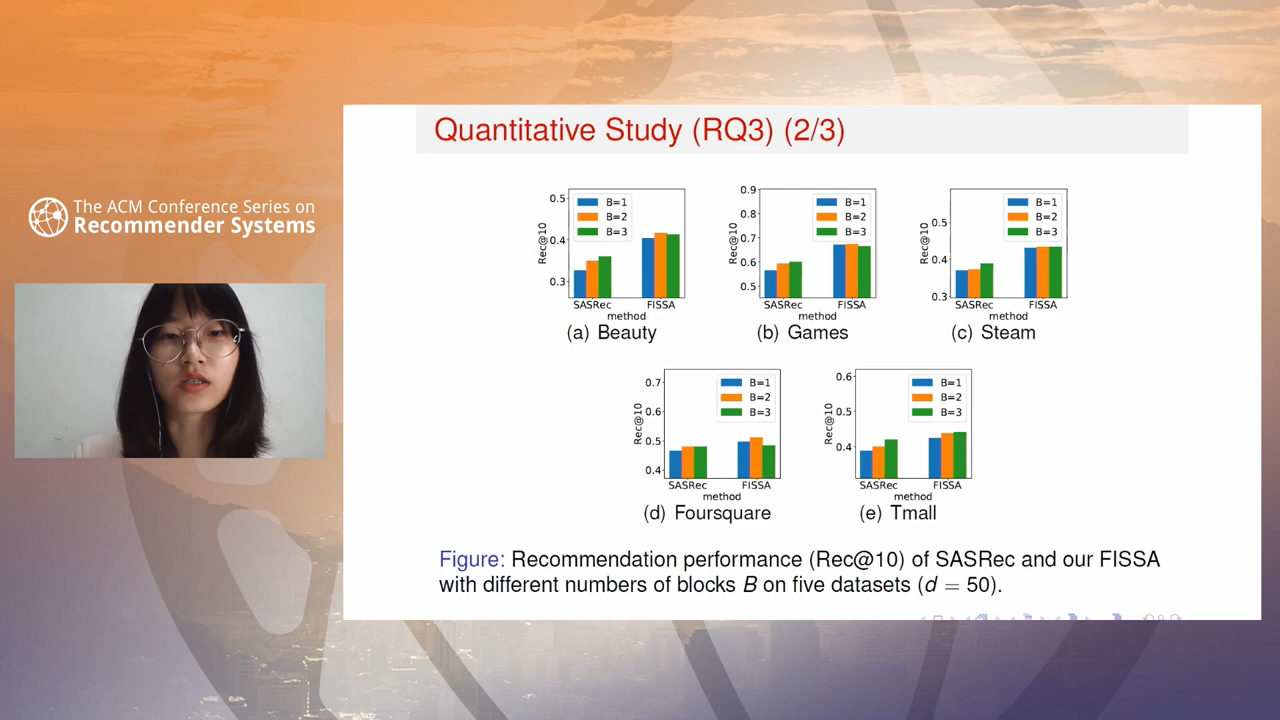 The ACM Conference Series on
Recommender Systems
Quantitative Study (RQ3) (2/3)
0.5
0.4
0.3
Rec@10
B=1
B=2
B=3
SASRec FISSA
method
(a) Beauty
0.9
0.8
0.7
0.6
0.5
Rec@10
B=1
B=2
B=3
SASRec FISSA
method
(b) Games
0.5
0.4
0.3
Rec@10
B=1
B=2
B=3
SASRec FISSA
method
(c) Steam
0.7
0.6
0.5
0.4
Rec@10
B=1
B=2
B=3
SASRec FISSA
method
(d) Foursquare
0.6
0.5
0.4
Rec@10
B=1
B=2
B=3
SASRec FISSA
method
(e) Tmall
Figure: Recommendation performance (Rec@10) of SASRec and our FISSA
with different numbers of blocks B on five datasets (d = 50).